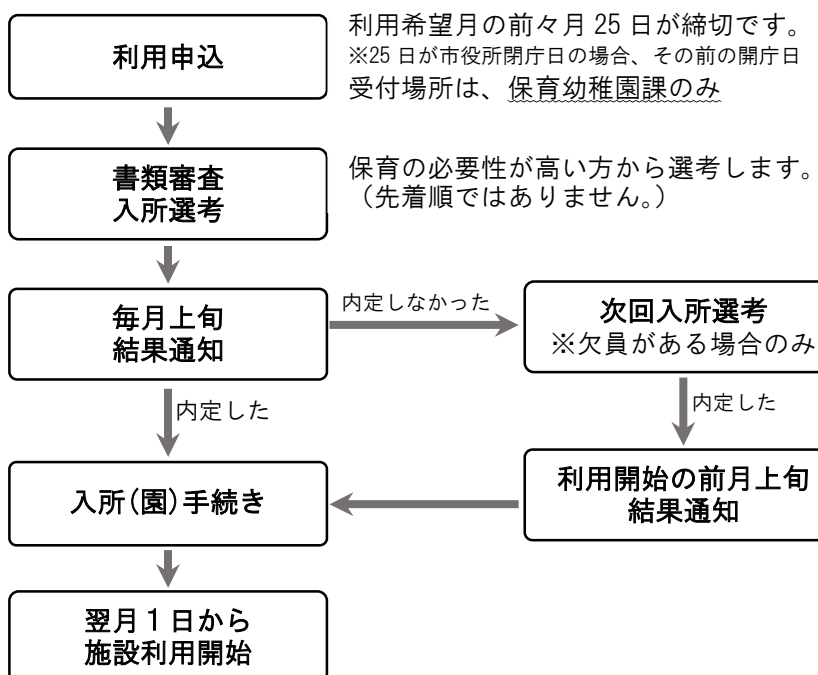 利用申込
利用希望月の前々月 25 日が締切です。
※25 日が市役所閉庁日の場合、その前の開庁日
受付場所は、保育幼稚園課のみ
書類審査
入所選考
保育の必要性が高い方から選考します。
（先着順ではありません。）
毎月上旬
結果通知
内定しなかった
次回入所選考
※欠員がある場合のみ
内定した
内定した
入所(園)手続き
利用開始の前月上旬
結果通知
翌月１日から
施設利用開始